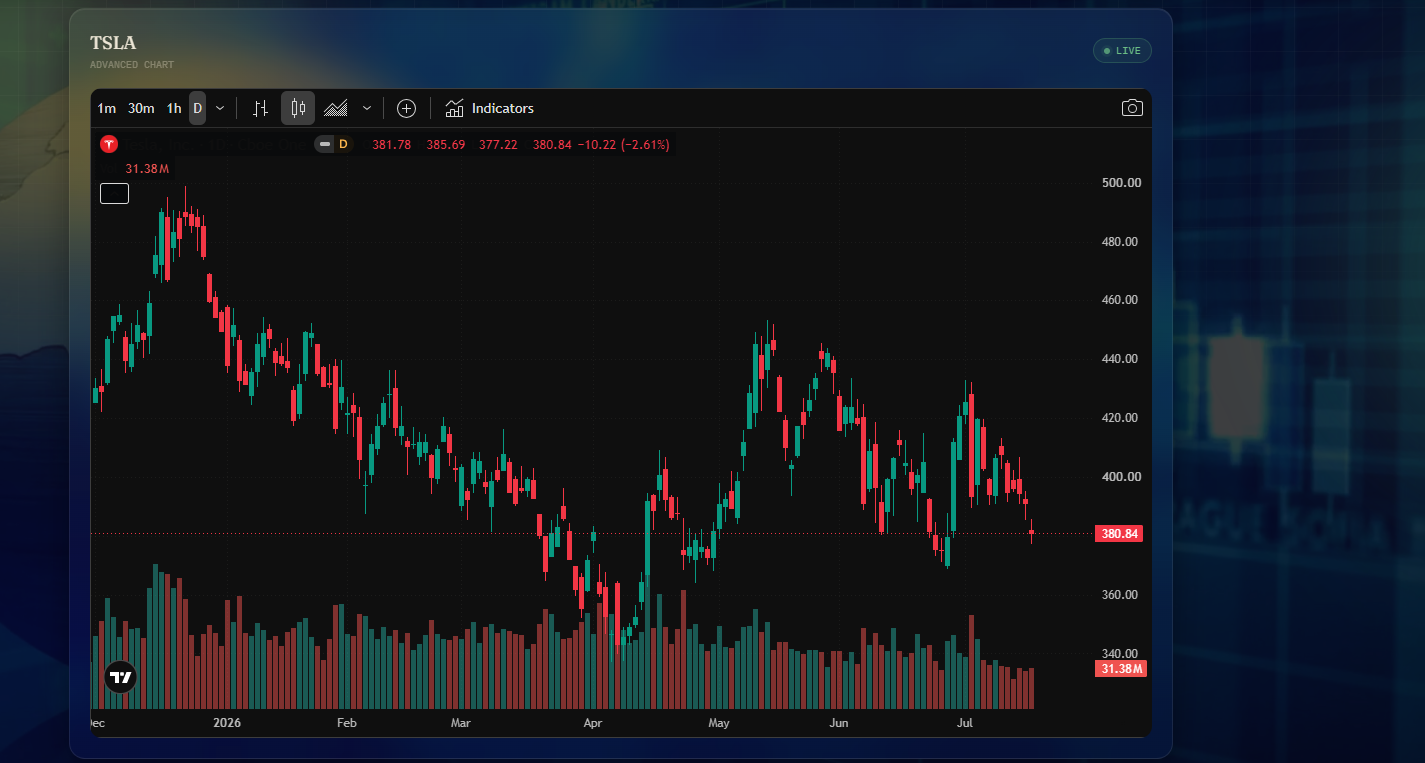 TSLA
ADVANCED CHART
LIVE
1m 30m 1h D Indicators
D 381.78 385.69 377.22 380.84 −10.22 (−2.61%)
31.38M
500.00
480.00
460.00
440.00
420.00
400.00
380.84
360.00
340.00
31.38M
Dec 2026 Feb Mar Apr May Jun Jul